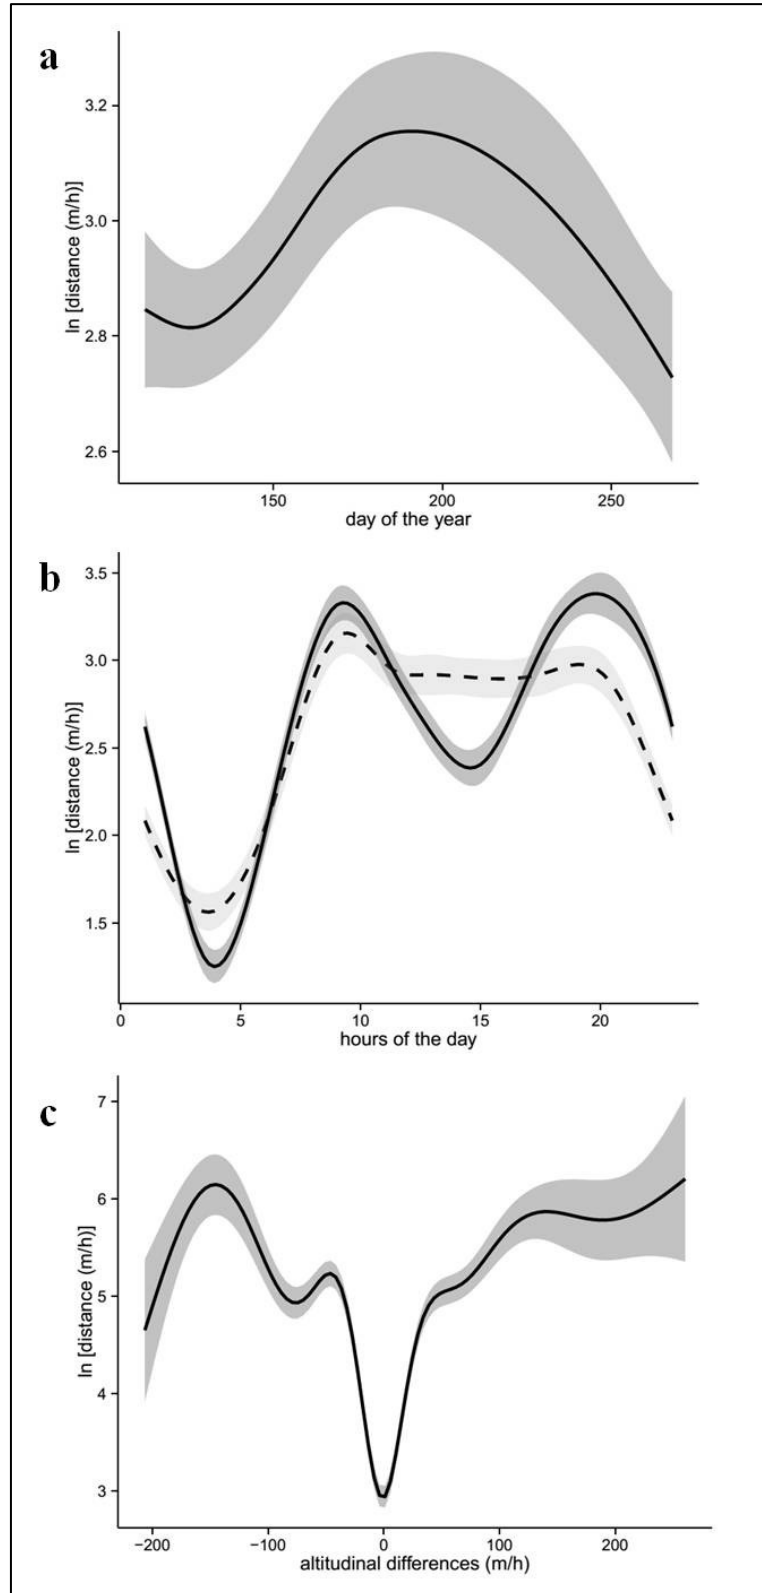 a
3.2
3.0
2.8
2.6
ln [distance (m/h)]
150 200 250
day of the year
b
3.5
3.0
2.5
2.0
1.5
ln [distance (m/h)]
0 5 10 15 20
hours of the day
c
7
6
5
4
3
ln [distance (m/h)]
−200 −100 0 100 200
altitudinal differences (m/h)